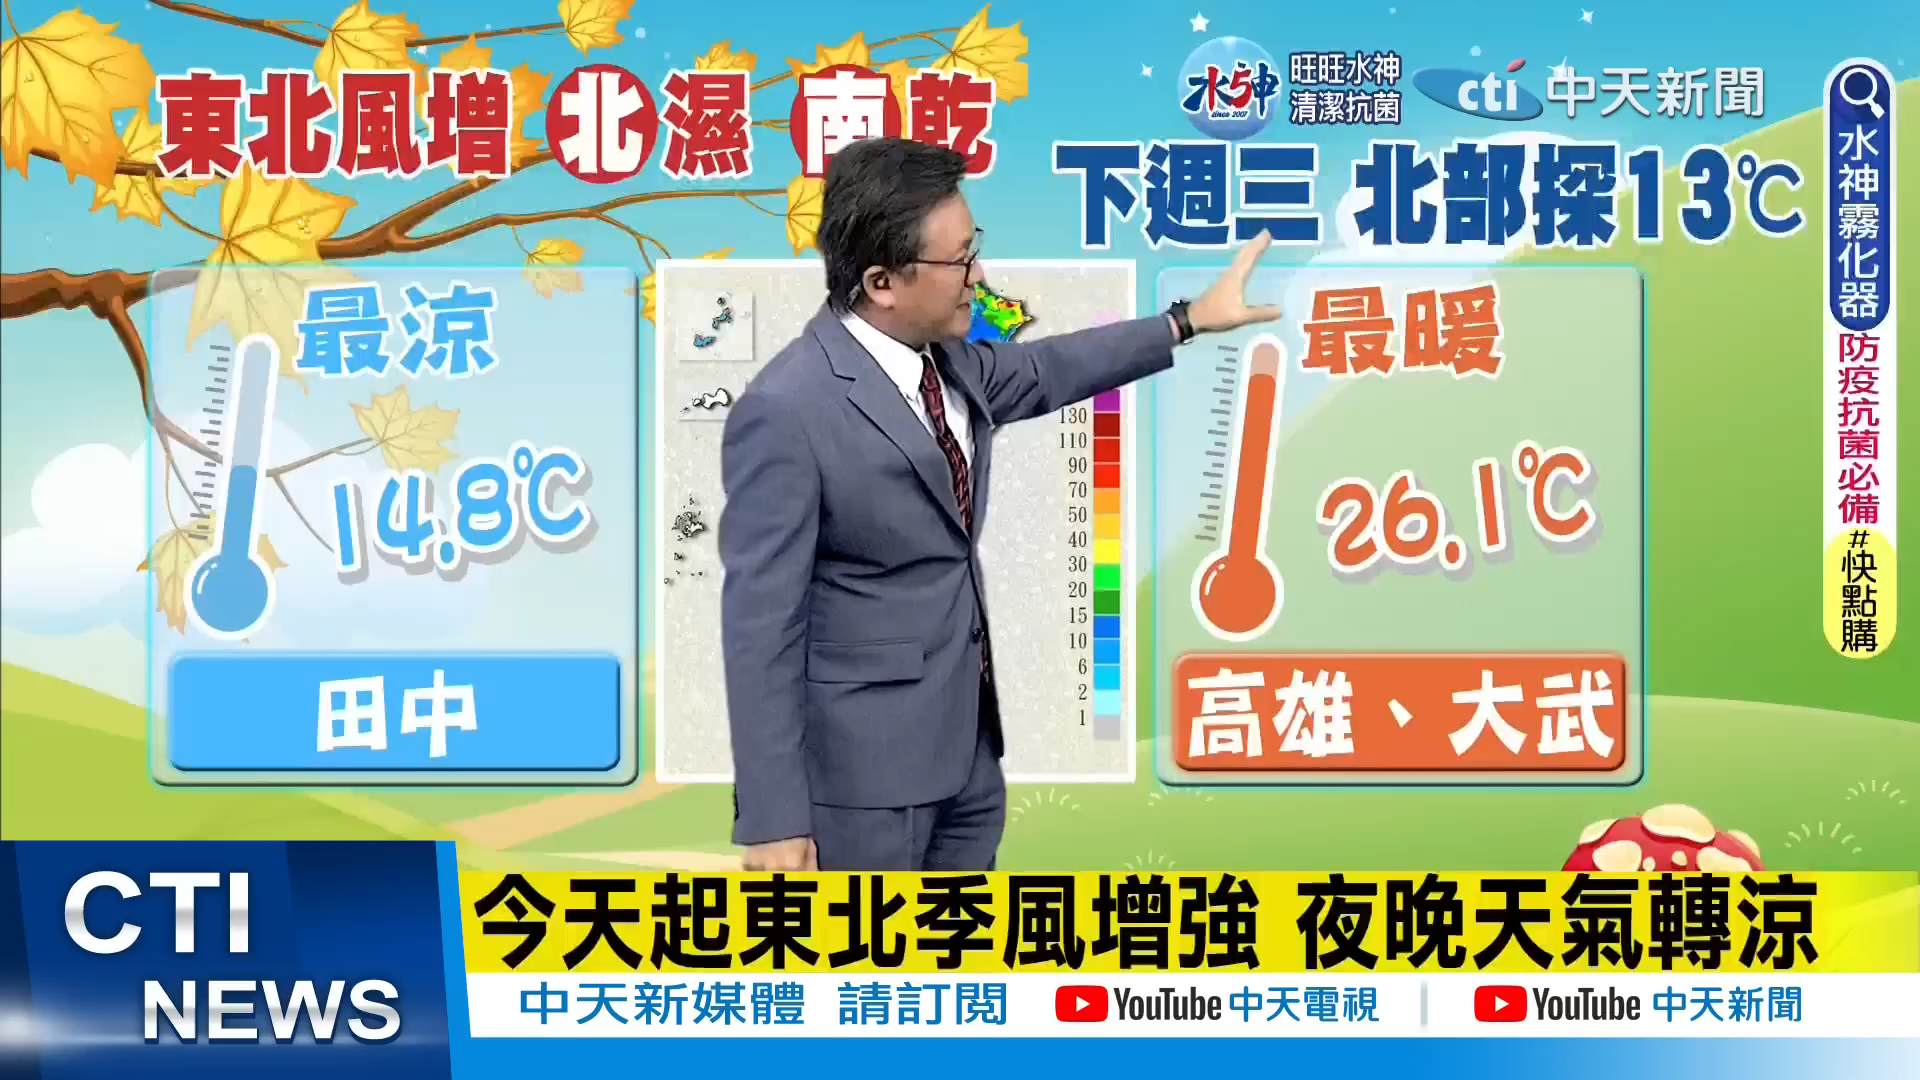 東北風增 北濕 南乾
水神
since 2007
旺旺水神
清潔抗菌
cti 中天新聞
下週三 北部探13℃
最涼
14.8℃
田中
130
110
90
70
50
40
30
20
15
10
6
2
1
最暖
26.1℃
高雄、大武
水神霧化器
防疫抗菌必備
#快點購
CTI
NEWS
今天起東北季風增強 夜晚天氣轉涼
中天新媒體 請訂閱 YouTube 中天電視 | YouTube 中天新聞